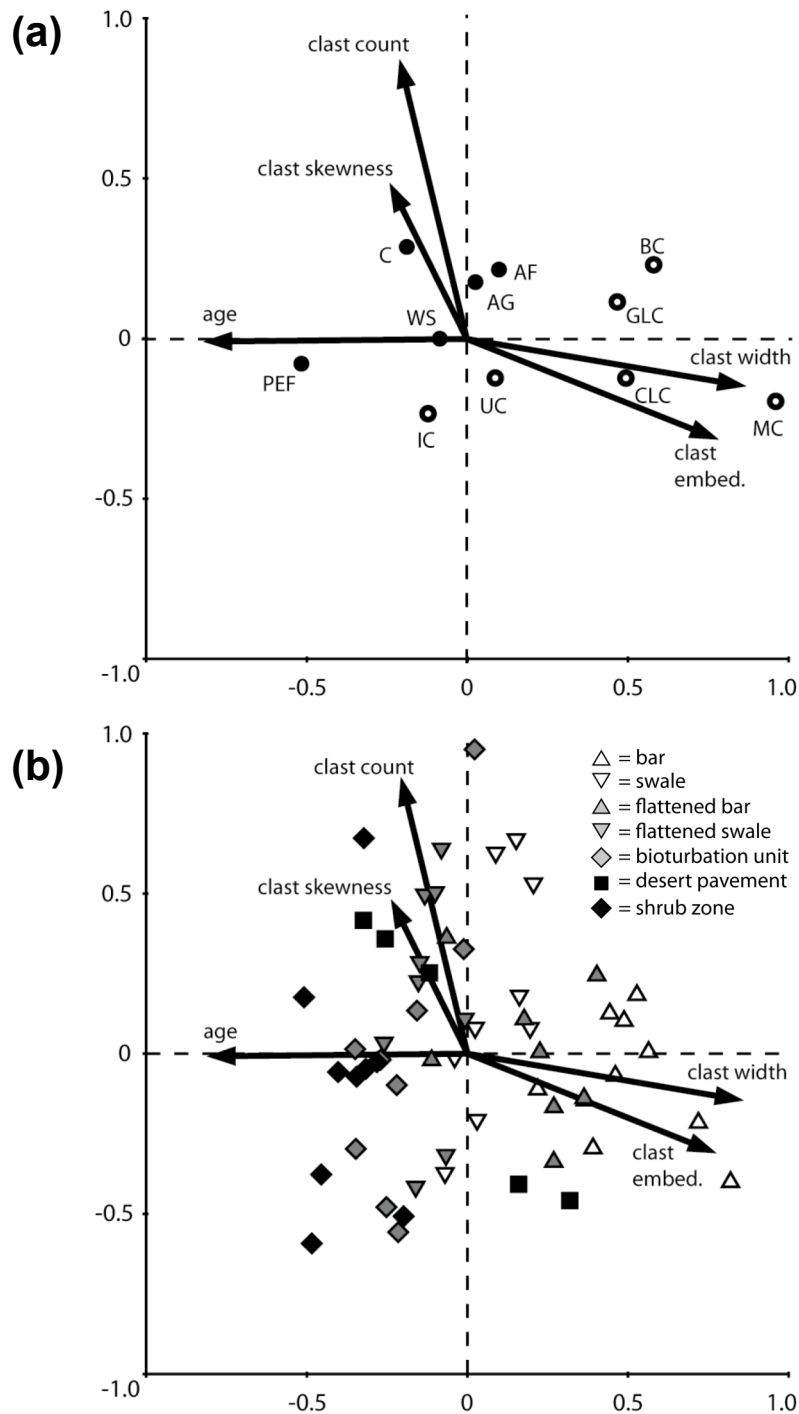 (a)
1.0
clast count
0.5
clast skewness
C
AF
AG
BC
GLC
age
WS
0
clast width
PEF
UC
CLC
MC
IC
clast
embed.
-0.5
-1.0
-0.5
0
0.5
1.0
(b)
1.0
clast count
= bar
= swale
= flattened bar
= flattened swale
= bioturbation unit
= desert pavement
= shrub zone
0.5
clast skewness
age
0
clast width
clast
embed.
-0.5
-1.0
-0.5
0
0.5
1.0